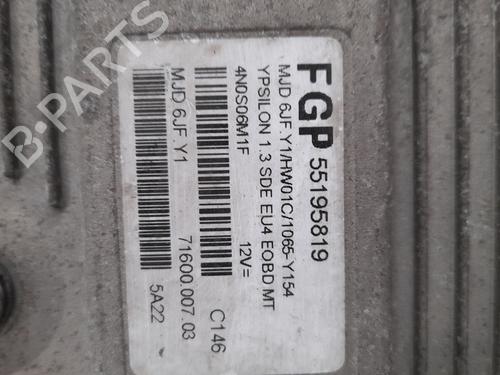 FGP 55195819
MJD 6JF.Y1/HW01C/1065-Y154
YPSILON 1.3 SDE EU4 EOBD MT
4N0S06M1F 12V=
C146
MJD 6JF.Y1 71600.007.03
5A22
B-PARTS